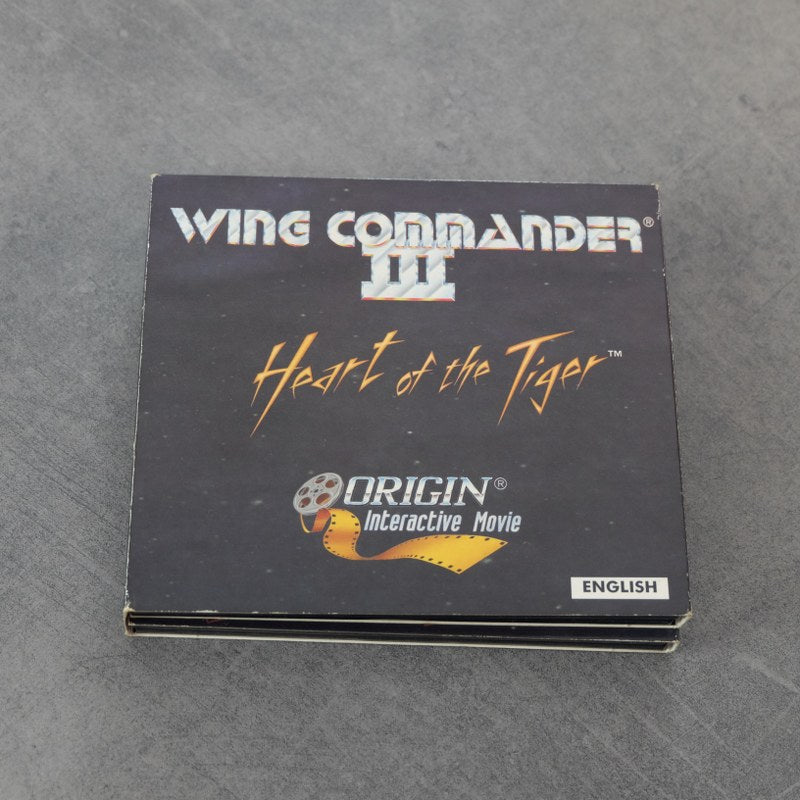 WING COMMANDER®
III
Heart of the Tiger™
ORIGIN®
Interactive Movie
ENGLISH